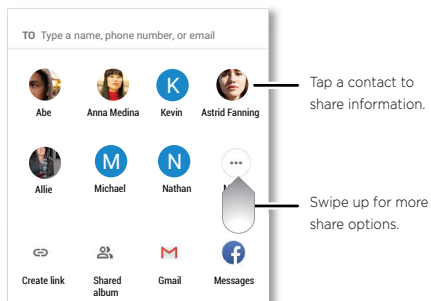 TO Type a name, phone number, or email
K
Abe Anna Medina Kevin Astrid Fanning
Tap a contact to
share information.
M N
Allie Michael Nathan
Swipe up for more
share options.
Create link Shared album Gmail Messages